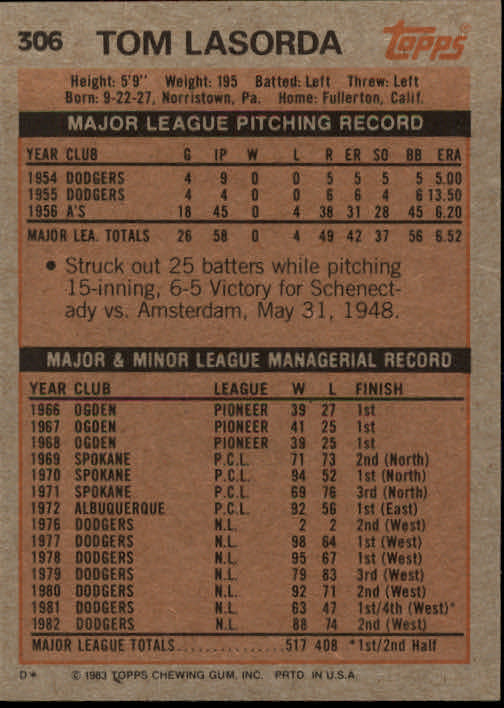 306 TOM LASORDA topps
Height: 5'9" Weight: 195 Batted: Left Threw: Left
Born: 9-22-27, Norristown, Pa. Home: Fullerton, Calif.
MAJOR LEAGUE PITCHING RECORD
YEAR CLUB G IP W L R ER SO BB ERA
1954 DODGERS 4 9 0 0 5 5 5 5 5.00
1955 DODGERS 4 4 0 0 6 6 4 6 13.50
1956 A'S 18 45 0 4 38 31 28 45 6.20
MAJOR LEA. TOTALS 26 58 0 4 49 42 37 56 6.52
• Struck out 25 batters while pitching
15-inning, 6-5 Victory for Schenect-
ady vs. Amsterdam, May 31, 1948.
MAJOR & MINOR LEAGUE MANAGERIAL RECORD
YEAR CLUB LEAGUE W L FINISH
1966 OGDEN PIONEER 39 27 1st
1967 OGDEN PIONEER 41 25 1st
1968 OGDEN PIONEER 39 25 1st
1969 SPOKANE P.C.L. 71 73 2nd (North)
1970 SPOKANE P.C.L. 94 52 1st (North)
1971 SPOKANE P.C.L. 69 76 3rd (North)
1972 ALBUQUERQUE P.C.L. 92 56 1st (East)
1976 DODGERS N.L. 2 2 2nd (West)
1977 DODGERS N.L. 98 64 1st (West)
1978 DODGERS N.L. 95 67 1st (West)
1979 DODGERS N.L. 79 83 3rd (West)
1980 DODGERS N.L. 92 71 2nd (West)
1981 DODGERS N.L. 63 47 1st/4th (West)*
1982 DODGERS N.L. 88 74 2nd (West)
MAJOR LEAGUE TOTALS 517 408 *1st/2nd Half
D* © 1983 TOPPS CHEWING GUM, INC. PRTD. IN U.S.A.